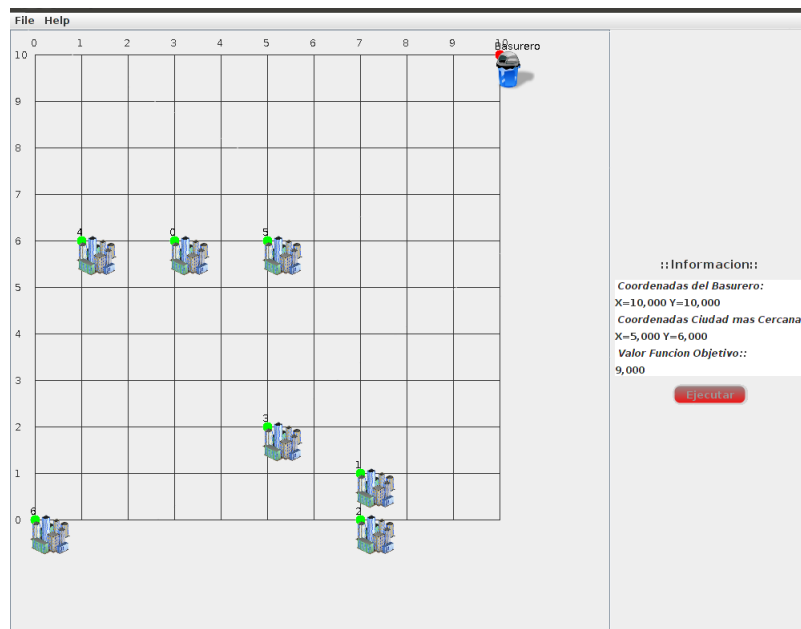 File Help
0 1 2 3 4 5 6 7 8 9 10
Basurero
10
9
8
7
4 0 5
6
5
4
3
3
2
1
1
6 2
0
::Informacion::
Coordenadas del Basurero:
X=10,000 Y=10,000
Coordenadas Ciudad mas Cercana
X=5,000 Y=6,000
Valor Funcion Objetivo::
9,000
Ejecutar